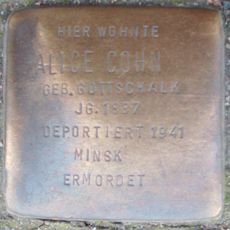 HIER WOHNTE
ALICE COHN
GEB. GOTTSCHALK
JG. 1887
DEPORTIERT 1941
MINSK
ERMORDET